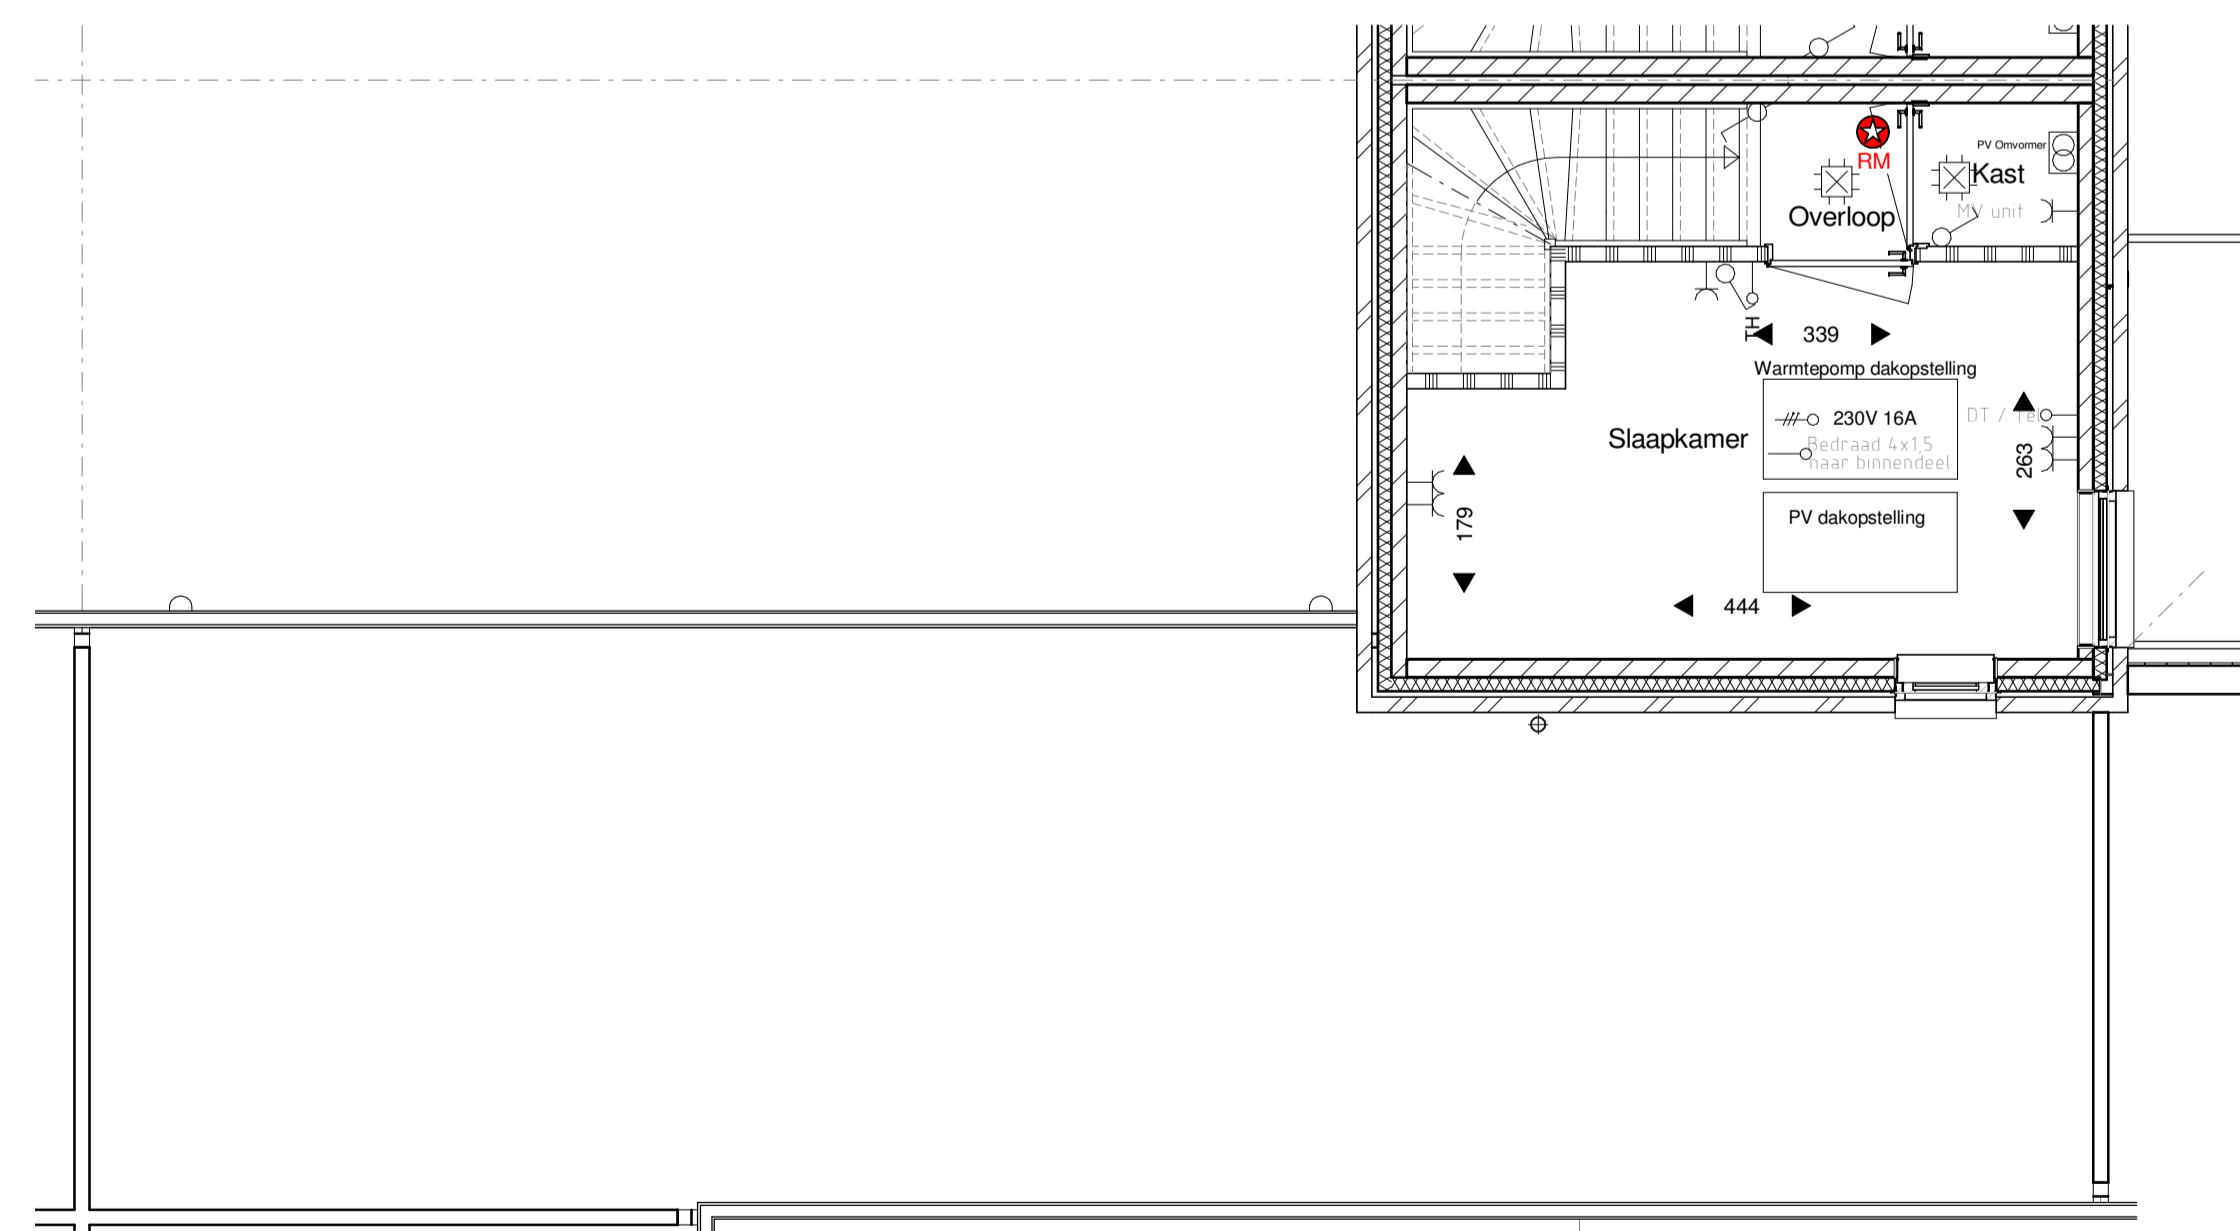 PV Omvormer
RM
Kast
MV unit
Overloop
TH
339
Warmtepomp dakopstelling
230V 16A
DT / Tel
Slaapkamer
Bedraad 4x1,5
naar binnendeel
263
179
PV dakopstelling
444